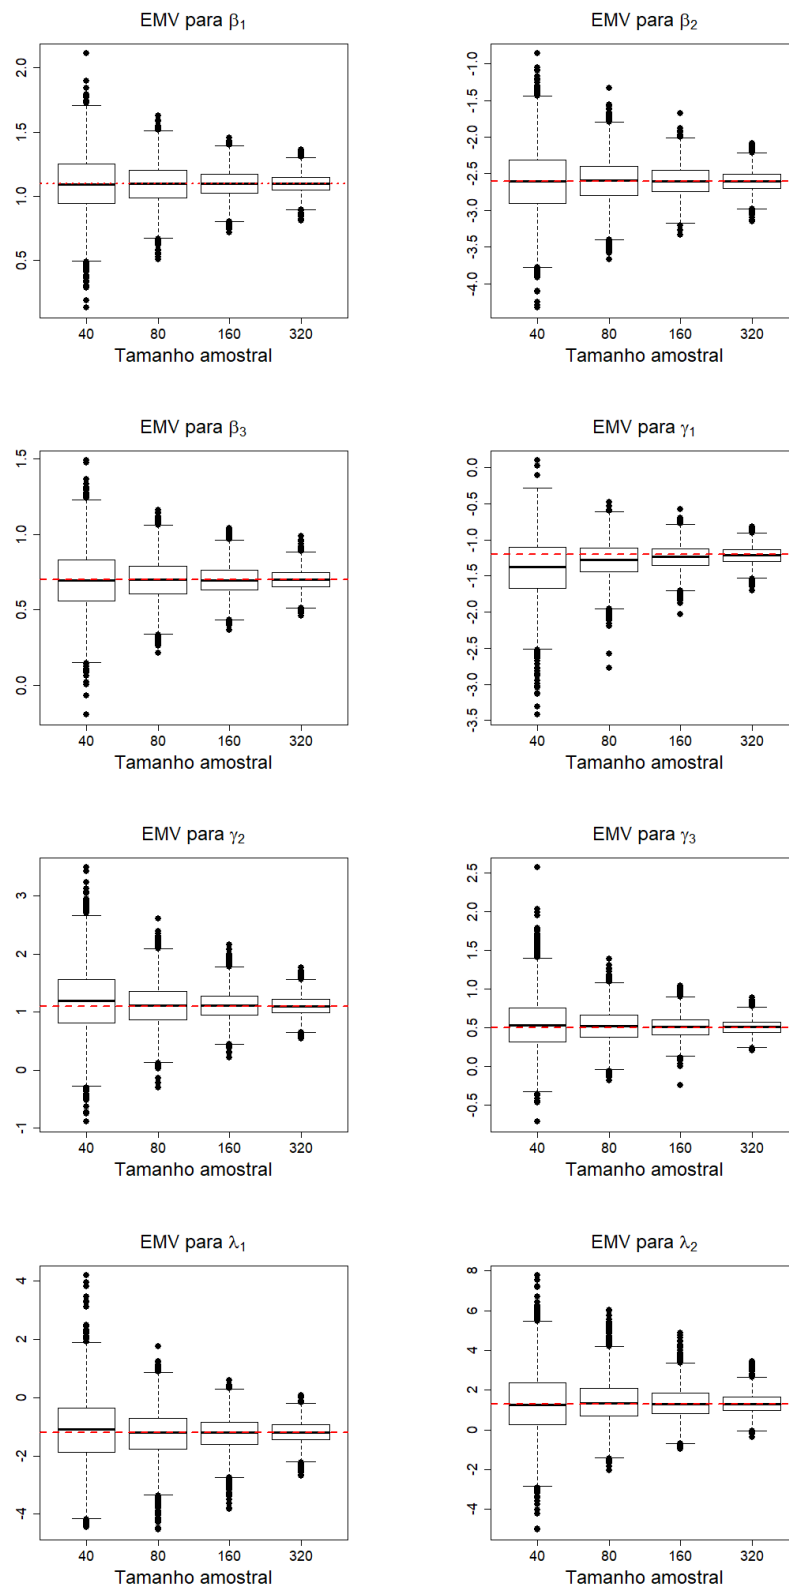 EMV para β1
2.0
1.5
1.0
0.5
40 80 160 320
Tamanho amostral
EMV para β2
-1.0
-1.5
-2.0
-2.5
-3.0
-3.5
-4.0
40 80 160 320
Tamanho amostral
EMV para β3
1.5
1.0
0.5
0.0
40 80 160 320
Tamanho amostral
EMV para γ1
0.0
-0.5
-1.0
-1.5
-2.0
-2.5
-3.0
-3.5
40 80 160 320
Tamanho amostral
EMV para γ2
3
2
1
0
-1
40 80 160 320
Tamanho amostral
EMV para γ3
2.5
2.0
1.5
1.0
0.5
-0.5
40 80 160 320
Tamanho amostral
EMV para λ1
4
2
0
-2
-4
40 80 160 320
Tamanho amostral
EMV para λ2
8
6
4
2
0
-2
-4
40 80 160 320
Tamanho amostral